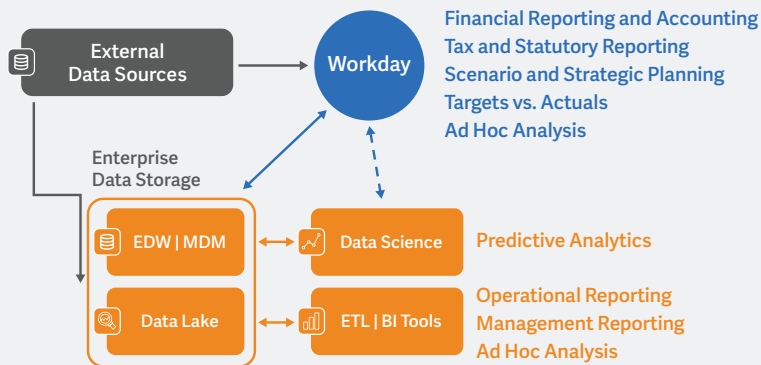 External
Data Sources
Workday
Financial Reporting and Accounting
Tax and Statutory Reporting
Scenario and Strategic Planning
Targets vs. Actuals
Ad Hoc Analysis
Enterprise
Data Storage
EDW | MDM
Data Science
Predictive Analytics
Data Lake
ETL | BI Tools
Operational Reporting
Management Reporting
Ad Hoc Analysis